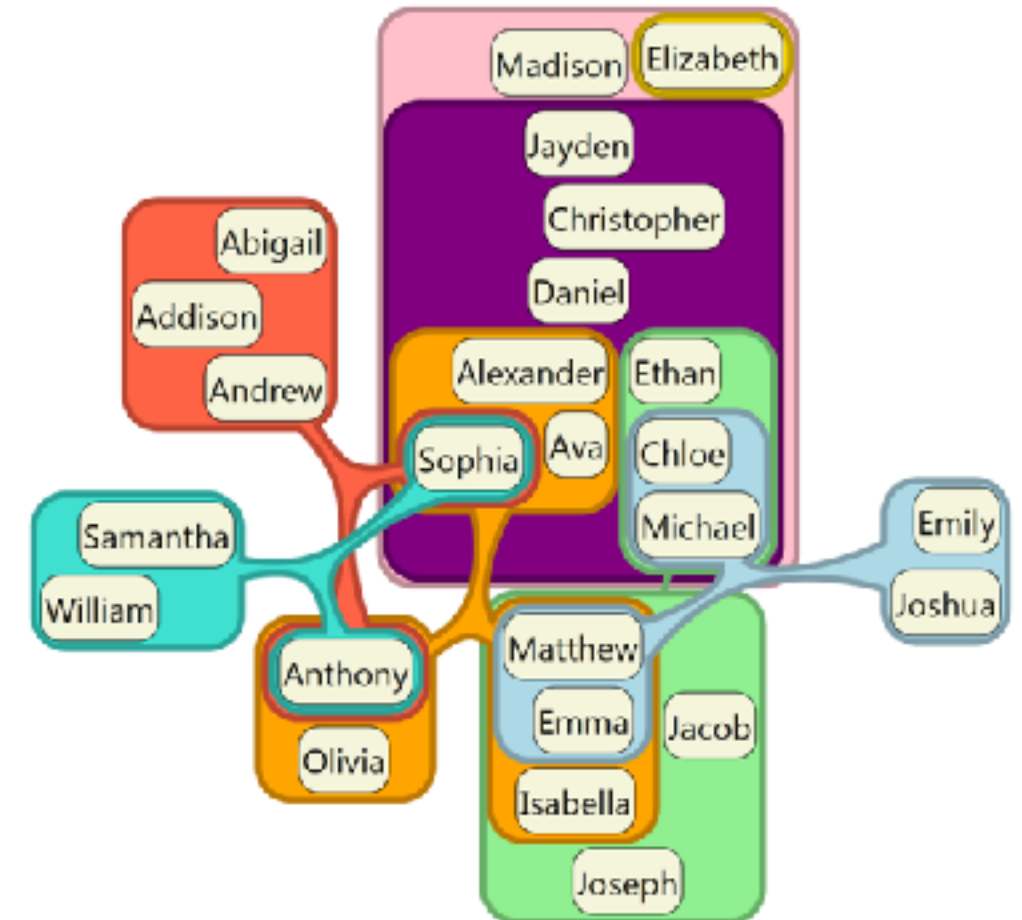 Madison
Elizabeth
Jayden
Christopher
Daniel
Abigail
Addison
Andrew
Alexander
Ethan
Sophia
Ava
Chloe
Michael
Samantha
William
Emily
Joshua
Anthony
Olivia
Matthew
Emma
Jacob
Isabella
Joseph